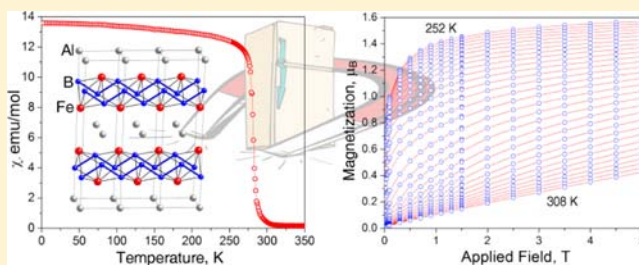 14
12
10
8
6
4
2
0
χ, emu/mol
Al
B
Fe
0 50 100 150 200 250 300 350
Temperature, K
1.6
1.4
1.2
1.0
0.8
0.6
0.4
0.2
0.0
Magnetization, μB
252 K
308 K
0 1 2 3 4 5
Applied Field, T